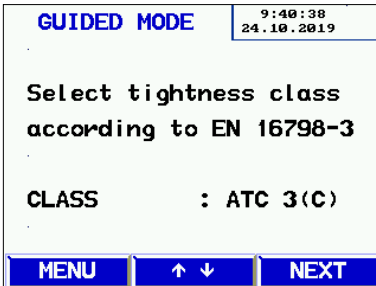 GUIDED MODE
9:40:38
24.10.2019
Select tightness class
according to EN 16798-3
CLASS : ATC 3(C)
MENU ↑ ↓ NEXT